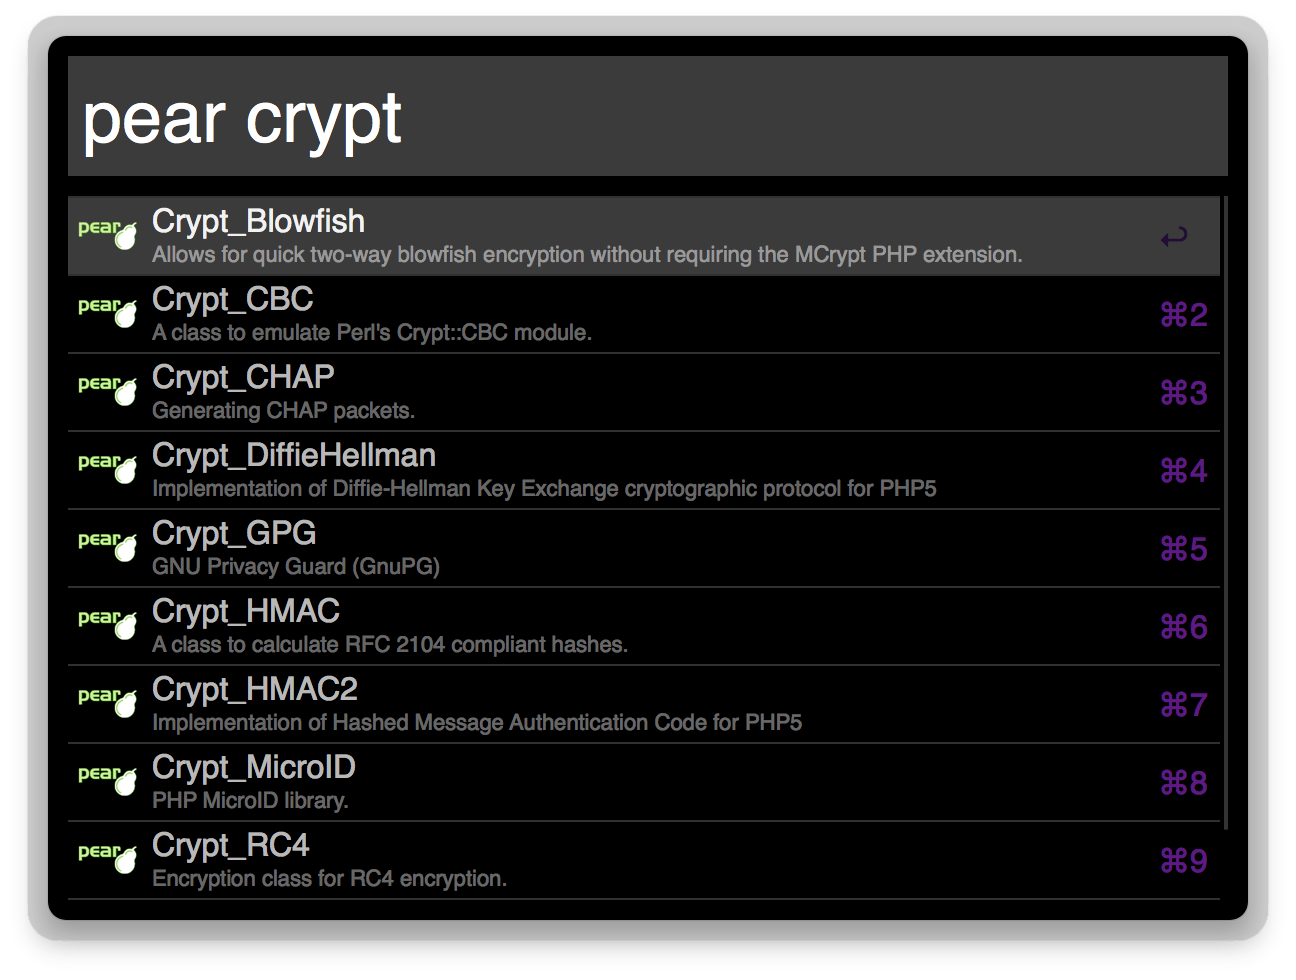 pear crypt
pear Crypt_Blowfish
Allows for quick two-way blowfish encryption without requiring the MCrypt PHP extension. ↩
pear Crypt_CBC
A class to emulate Perl's Crypt::CBC module. ⌘2
pear Crypt_CHAP
Generating CHAP packets. ⌘3
pear Crypt_DiffieHellman
Implementation of Diffie-Hellman Key Exchange cryptographic protocol for PHP5 ⌘4
pear Crypt_GPG
GNU Privacy Guard (GnuPG) ⌘5
pear Crypt_HMAC
A class to calculate RFC 2104 compliant hashes. ⌘6
pear Crypt_HMAC2
Implementation of Hashed Message Authentication Code for PHP5 ⌘7
pear Crypt_MicroID
PHP MicroID library. ⌘8
pear Crypt_RC4
Encryption class for RC4 encryption. ⌘9